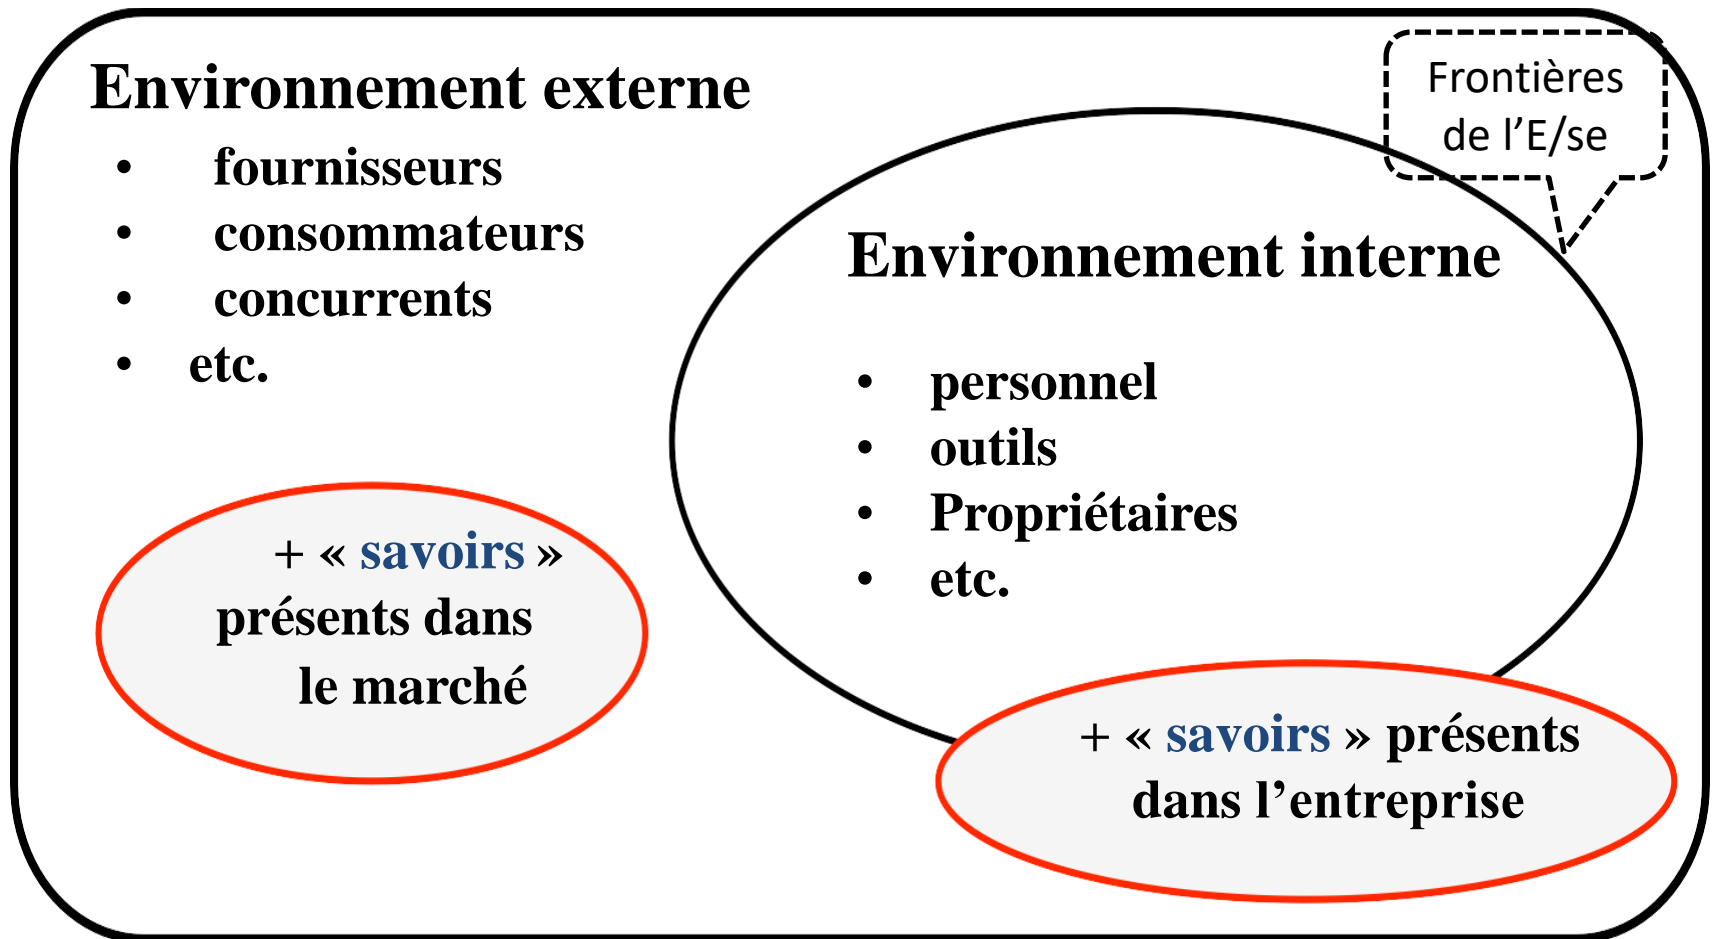 Environnement externe
• fournisseurs
• consommateurs
• concurrents
• etc.
+ « savoirs »
présents dans
le marché
Frontières
de l’E/se
Environnement interne
• personnel
• outils
• Propriétaires
• etc.
+ « savoirs » présents
dans l’entreprise